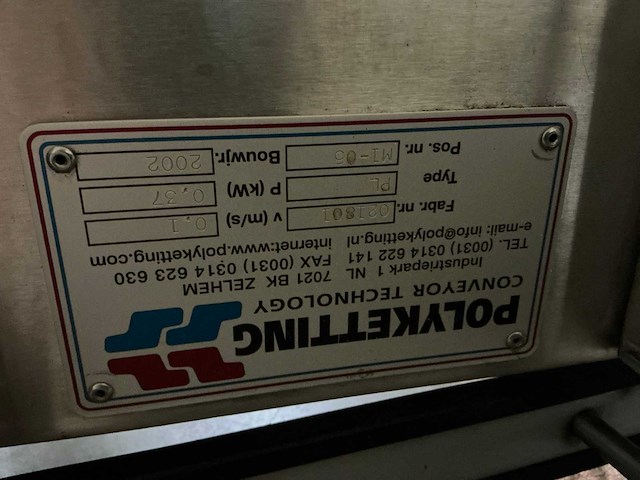 POLYKETTING
CONVEYOR TECHNOLOGY
Industriepark 1 NL 7021 BK ZELHEM
TEL. (0031) 0314 622 141 FAX (0031) 0314 623 630
e-mail: info@polyketting.nl internet:www.polyketting.com
Fabr. nr. 021801 v (m/s) 0,1
Type PL P (kW) 0,37
Pos. nr. M1-03 Bouwjr. 2002